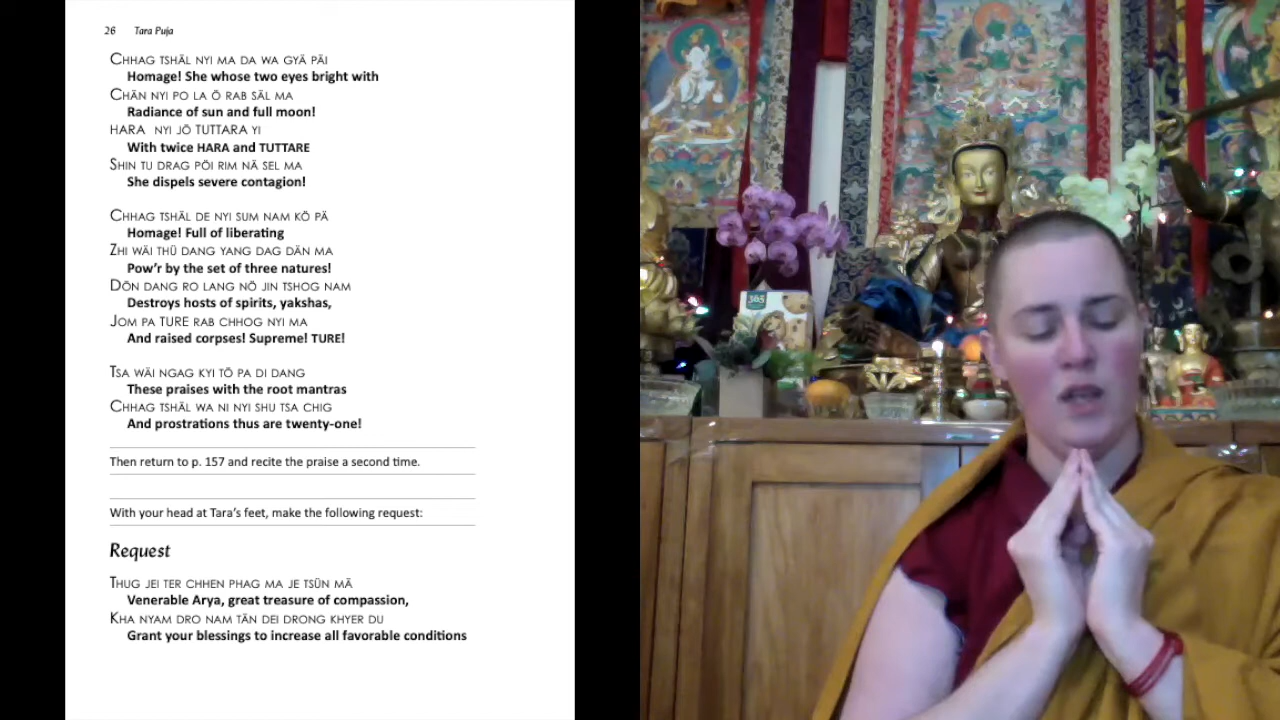 26 Tara Puja
CHHAG TSHÄL NYI MA DA WA GYÄ PÄI
Homage! She whose two eyes bright with
CHÄN NYI PO LA Ö RAB SÄL MA
Radiance of sun and full moon!
HARA NYI JÖ TUTTARA YI
With twice HARA and TUTTARE
SHIN TU DRAG PÖI RIM NÄ SEL MA
She dispels severe contagion!
CHHAG TSHÄL DE NYI SUM NAM KÖ PÄ
Homage! Full of liberating
ZHI WÄI THÜ DANG YANG DAG DÄN MA
Pow'r by the set of three natures!
DÖN DANG RO LANG NÖ JIN TSHOG NAM
Destroys hosts of spirits, yakshas,
JOM PA TURE RAB CHHOG NYI MA
And raised corpses! Supreme! TURE!
TSA WÄI NGAG KYI TÖ PA DI DANG
These praises with the root mantras
CHHAG TSHÄL WA NI NYI SHU TSA CHIG
And prostrations thus are twenty-one!
Then return to p. 157 and recite the praise a second time.
With your head at Tara's feet, make the following request:
Request
THUG JEI TER CHHEN PHAG MA JE TSÜN MÄ
Venerable Arya, great treasure of compassion,
KHA NYAM DRO NAM TÄN DEI DRONG KHYER DU
Grant your blessings to increase all favorable conditions
365